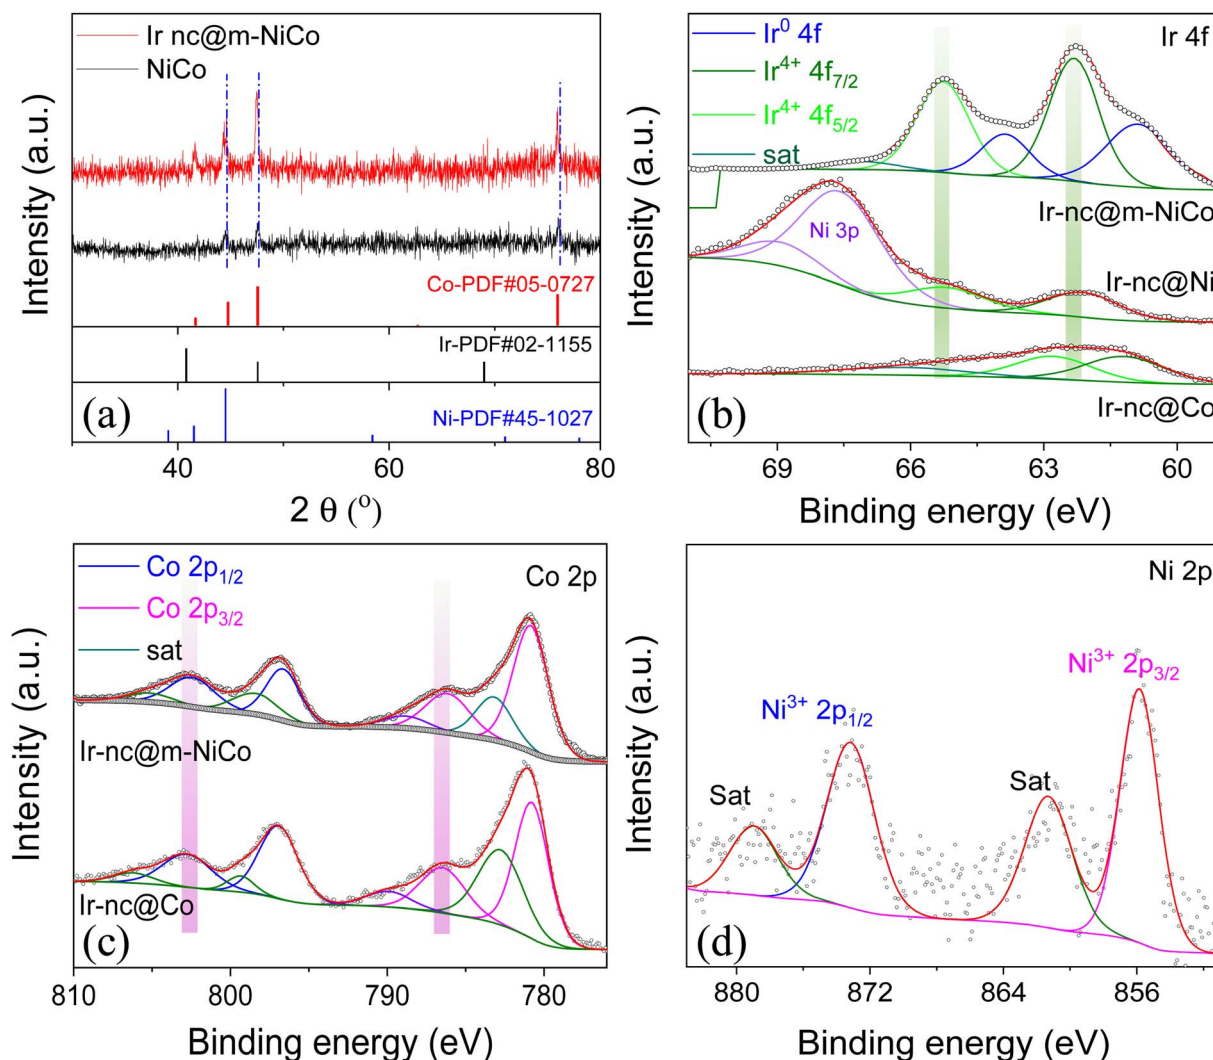 Ir nc@m-NiCo
NiCo
Intensity (a.u.)
Co-PDF#05-0727
Ir-PDF#02-1155
Ni-PDF#45-1027
(a)
40 60 80
2 θ (°)
Ir⁰ 4f
Ir⁴⁺ 4f₇/₂
Ir⁴⁺ 4f₅/₂
sat
Ir 4f
Intensity (a.u.)
Ir-nc@m-NiCo
Ni 3p
Ir-nc@Ni
Ir-nc@Co
(b)
69 66 63 60
Binding energy (eV)
Co 2p₁/₂
Co 2p₃/₂
sat
Co 2p
Intensity (a.u.)
Ir-nc@m-NiCo
Ir-nc@Co
(c)
810 800 790 780
Binding energy (eV)
Ni 2p
Ni³⁺ 2p₃/₂
Ni³⁺ 2p₁/₂
Sat
Sat
Intensity (a.u.)
(d)
880 872 864 856
Binding energy (eV)